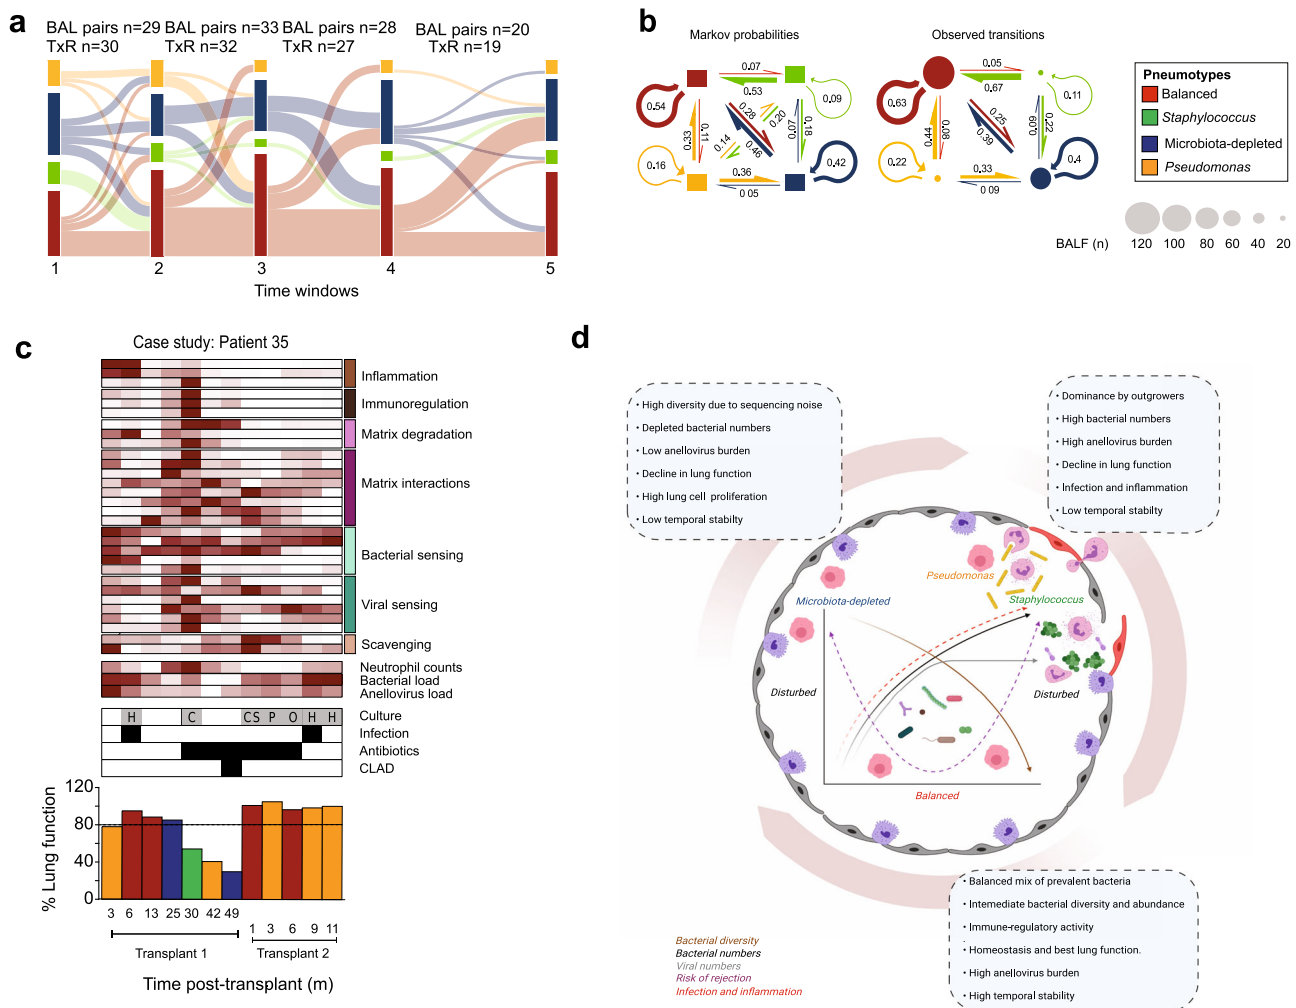 a
BAL pairs n=29 BAL pairs n=33 BAL pairs n=28 BAL pairs n=20
TxR n=30 TxR n=32 TxR n=27 TxR n=19
1 2 3 4 5
Time windows
b
Markov probabilities
0.07
0.53
0.54
0.09
0.28
0.46
0.20
0.14
0.33
0.11
0.07
0.18
0.16
0.42
0.36
0 05
Observed transitions
0.05
0.67
0.63
0.11
0.25
0.39
0.44
0.08
0.09
0.22
0.22
0.4
0.33
0 09
Pneumotypes
Balanced
Staphylococcus
Microbiota-depleted
Pseudomonas
BALF (n)
120 100 80 60 40 20
c
Case study: Patient 35
Inflammation
Immunoregulation
Matrix degradation
Matrix interactions
Bacterial sensing
Viral sensing
Scavenging
Neutrophil counts
Bacterial load
Anellovirus load
H C CS P O H H Culture
Infection
Antibiotics
CLAD
% Lung function
120
80
40
0
3 6 13 25 30 42 49 1 3 6 9 11
Transplant 1 Transplant 2
Time post-transplant (m)
d
• High diversity due to sequencing noise
• Depleted bacterial numbers
• Low anellovirus burden
• Decline in lung function
• High lung cell proliferation
• Low temporal stabilty
• Dominance by outgrowers
• High bacterial numbers
• High anellovirus burden
• Decline in lung function
• Infection and inflammation
• Low temporal stabilty
Pseudomonas
Microbiota-depleted
Staphylococcus
Disturbed
Disturbed
Balanced
• Balanced mix of prevalent bacteria
• Intemediate bacterial diversity and abundance
• Immune-regulatory activity
• Homeostasis and best lung function.
• High anellovirus burden
• High temporal stability
Bacterial diversity
Bacterial numbers
Viral numbers
Risk of rejection
Infection and inflammation